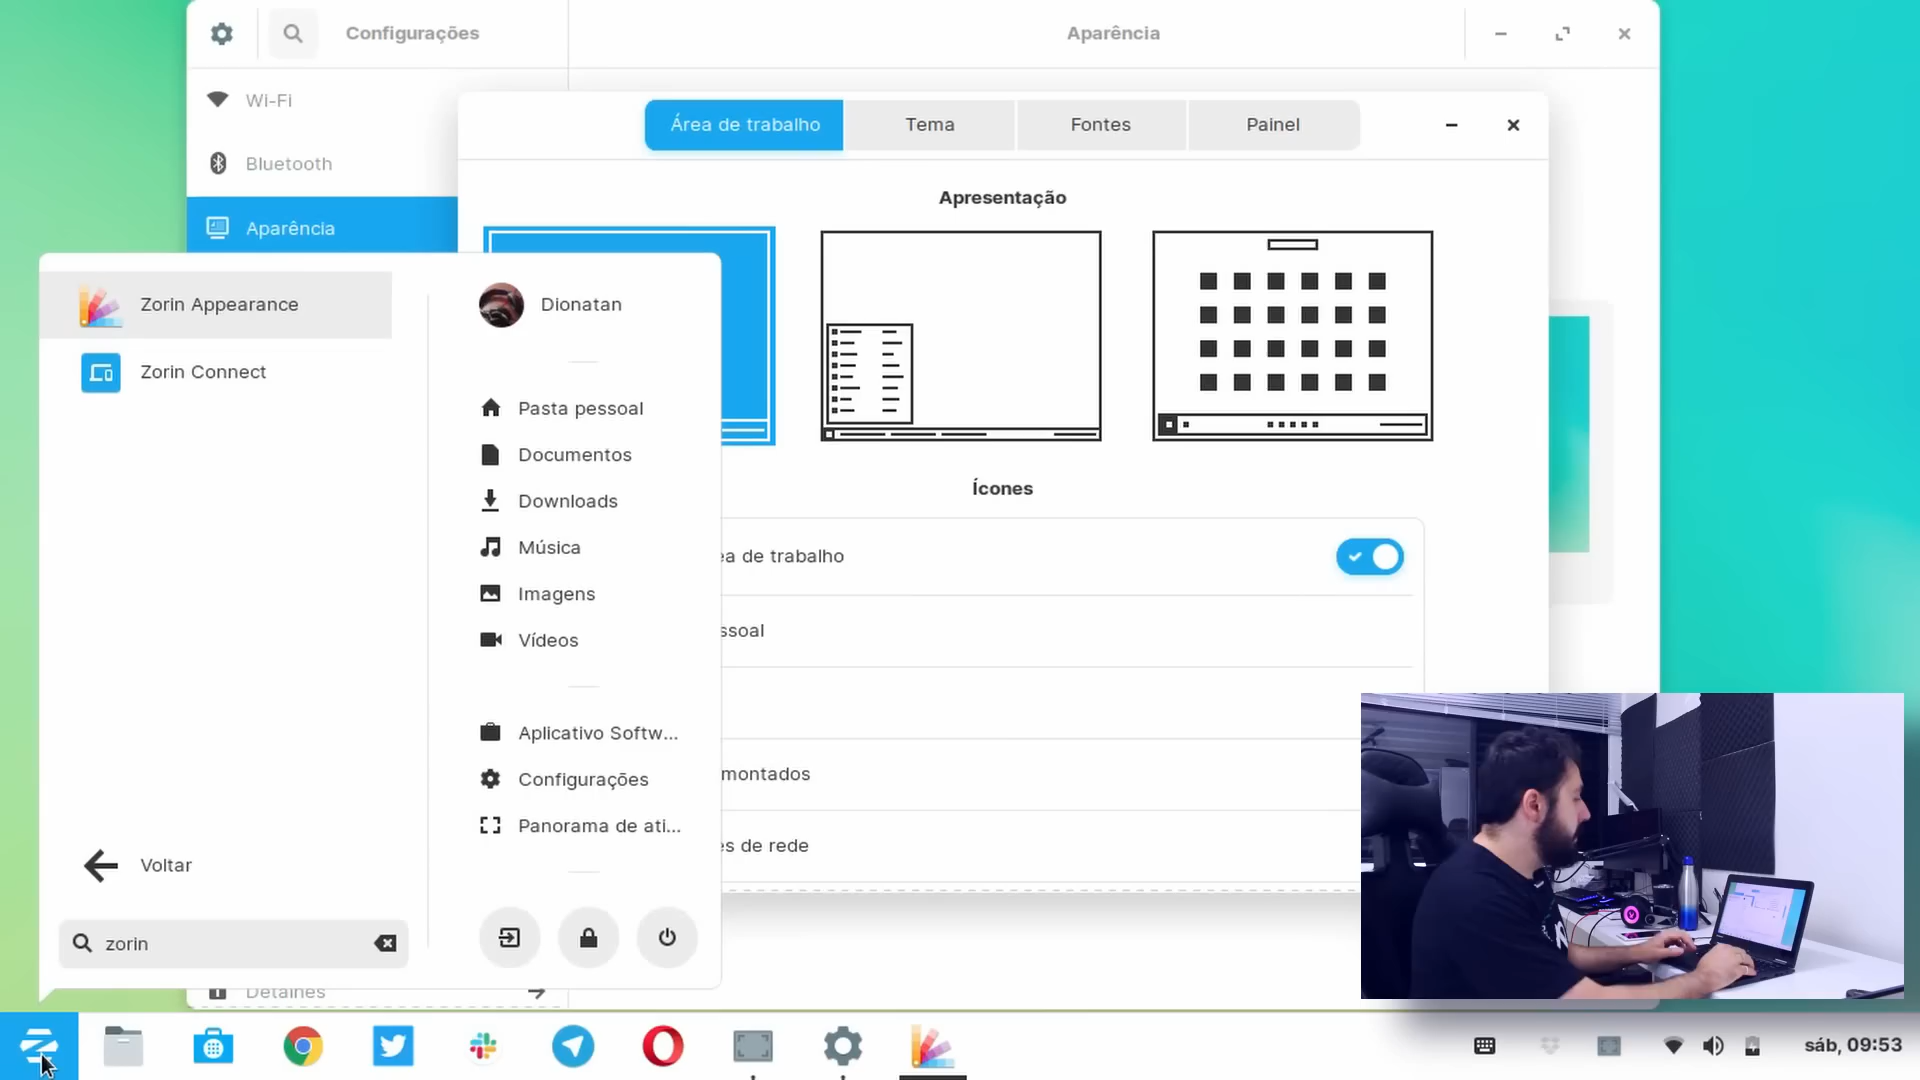 Configurações
Aparência
Wi-Fi
Bluetooth
Aparência
Área de trabalho
Tema
Fontes
Painel
Apresentação
Zorin Appearance
Zorin Connect
Dionatan
Pasta pessoal
Documentos
Downloads
Música
Imagens
Vídeos
Aplicativo Softw...
Configurações
Panorama de ati...
Ícones
ea de trabalho
ssoal
montados
es de rede
Voltar
zorin
Detalhes
sáb, 09:53